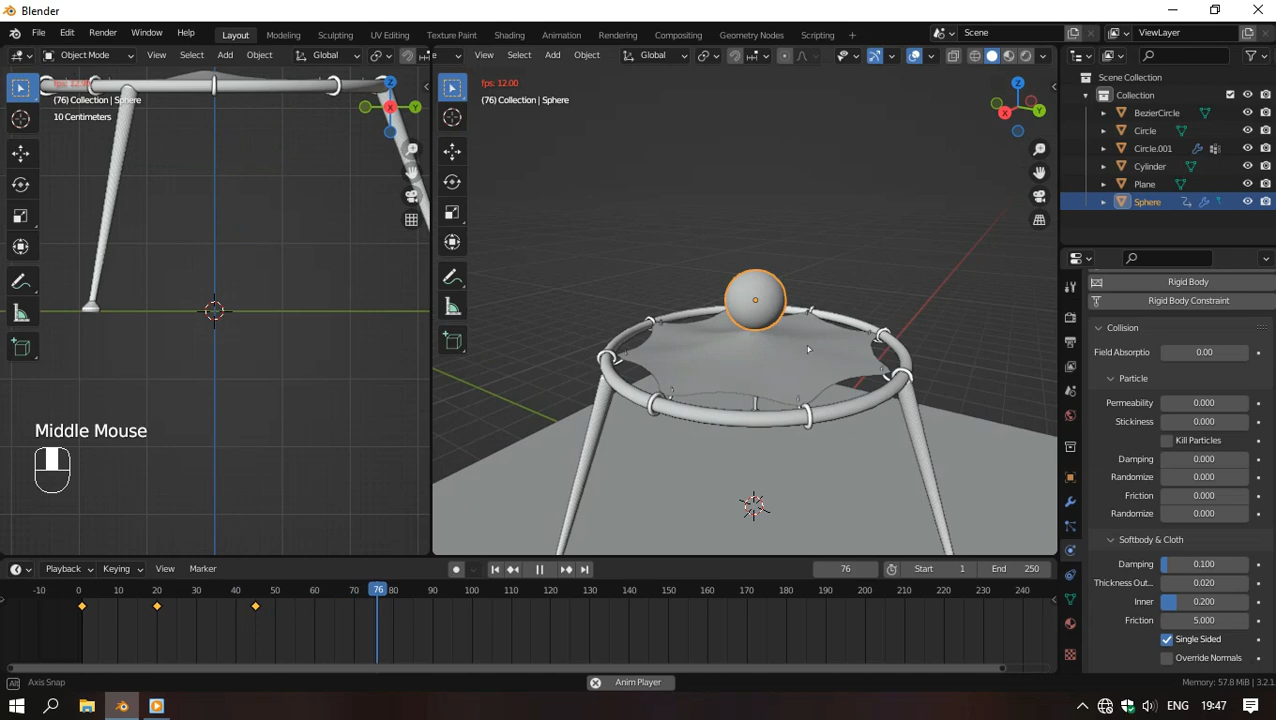 Blender
File Edit Render Window Help Layout Modeling Sculpting UV Editing Texture Paint Shading Animation Rendering Compositing Geometry Nodes Scripting Scene ViewLayer
Object Mode View Select Add Object Global View Select Add Object Global
(76) Collection | Sphere
10 Centimeters
Z
X
Y
fps: 12.00
(76) Collection | Sphere
Z
X
Y
Scene Collection
Collection
BezierCircle
Circle
Circle.001
Cylinder
Plane
Sphere
Rigid Body
Rigid Body Constraint
Collision
Field Absorptio 0.00
Particle
Permeability 0.000
Stickiness 0.000
Kill Particles
Damping 0.000
Randomize 0.000
Friction 0.000
Randomize 0.000
Softbody & Cloth
Damping 0.100
Thickness Out... 0.020
Inner 0.200
Friction 5.000
Single Sided
Override Normals
Middle Mouse
Playback Keying View Marker 76 Start 1 End 250
-10 0 10 20 30 40 50 60 70 76 80 90 100 110 120 130 140 150 160 170 180 190 200 210 220 230 240
Alt Axis Snap Anim Player Memory: 57.8 MiB | 3.2.1
ENG 19:47